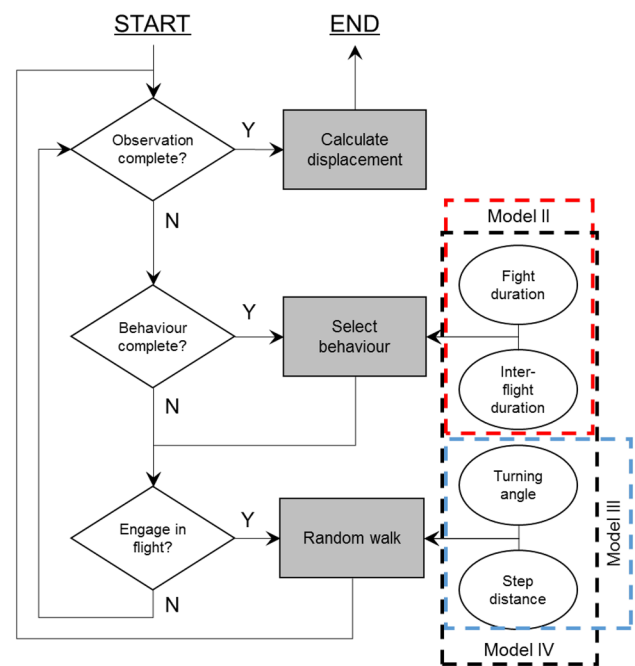 START
END
Observation
complete?
Y
Calculate
displacement
N
Model II
Fight
duration
Behaviour
complete?
Y
Select
behaviour
Inter-
flight
duration
N
Turning
angle
Engage in
flight?
Y
Random walk
Model III
N
Step
distance
Model IV